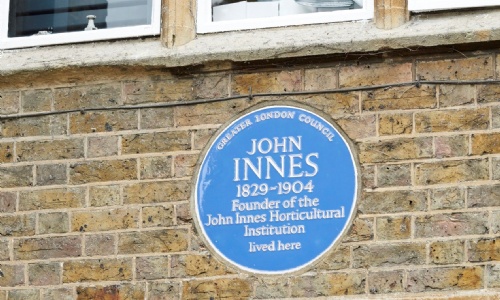 GREATER LONDON COUNCIL
JOHN
INNES
1829-1904
Founder of the
John Innes Horticultural
Institution
lived here